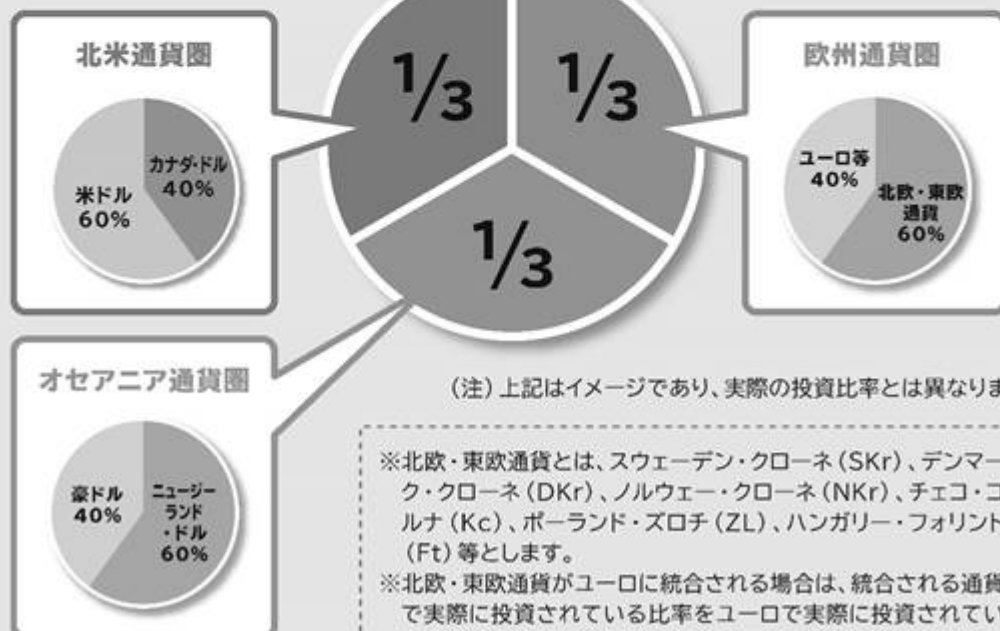 北米通貨圏
カナダ・ドル
40%
米ドル
60%
1/3
1/3
1/3
欧州通貨圏
ユーロ等
40%
北欧・東欧
通貨
60%
オセアニア通貨圏
豪ドル
40%
ニュージー
ランド
・ドル
60%
（注）上記はイメージであり、実際の投資比率とは異なりま
※北欧・東欧通貨とは、スウェーデン・クローネ（SKr）、デンマー
ク・クローネ（DKr）、ノルウェー・クローネ（NKr）、チェコ・コ
ルナ（Kc）、ポーランド・ズロチ（ZL）、ハンガリー・フォリント
（Ft）等とします。
※北欧・東欧通貨がユーロに統合される場合は、統合される通貨
で実際に投資されている比率をユーロで実際に投資されてい